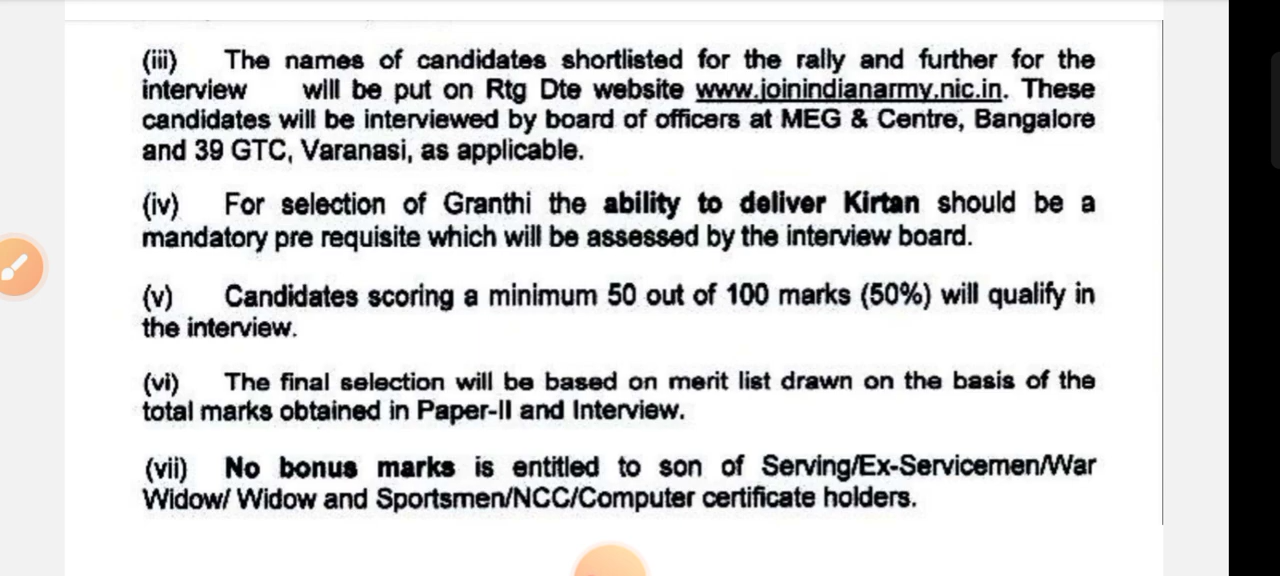 (iii) The names of candidates shortlisted for the rally and further for the
interview will be put on Rtg Dte website www.joinindianarmy.nic.in. These
candidates will be interviewed by board of officers at MEG & Centre, Bangalore
and 39 GTC, Varanasi, as applicable.
(iv) For selection of Granthi the ability to deliver Kirtan should be a
mandatory pre requisite which will be assessed by the interview board.
(v) Candidates scoring a minimum 50 out of 100 marks (50%) will qualify in
the interview.
(vi) The final selection will be based on merit list drawn on the basis of the
total marks obtained in Paper-II and Interview.
(vii) No bonus marks is entitled to son of Serving/Ex-Servicemen/War
Widow/ Widow and Sportsmen/NCC/Computer certificate holders.